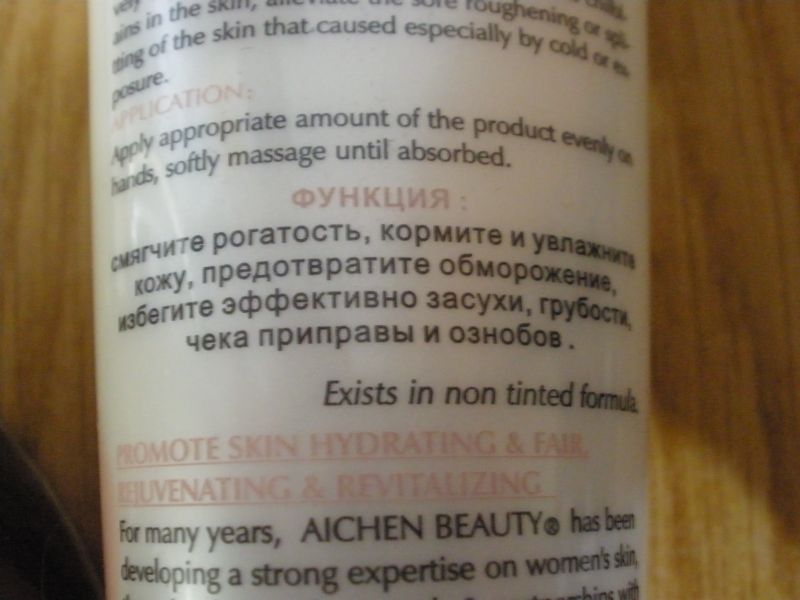 ains in the skin, alleviate the sore roughening or spli-
tting of the skin that caused especially by cold or ex-
posure.
APPLICATION:
Apply appropriate amount of the product evenly on
hands, softly massage until absorbed.
ФУНКЦИЯ :
смягчите рогатость, кормите и увлажните
кожу, предотвратите обморожение,
избегите эффективно засухи, грубости,
чека приправы и ознобов .
Exists in non tinted formula.
PROMOTE SKIN HYDRATING & FAIR,
REJUVENATING & REVITALIZING
For many years, AICHEN BEAUTY® has been
developing a strong expertise on women's skin,